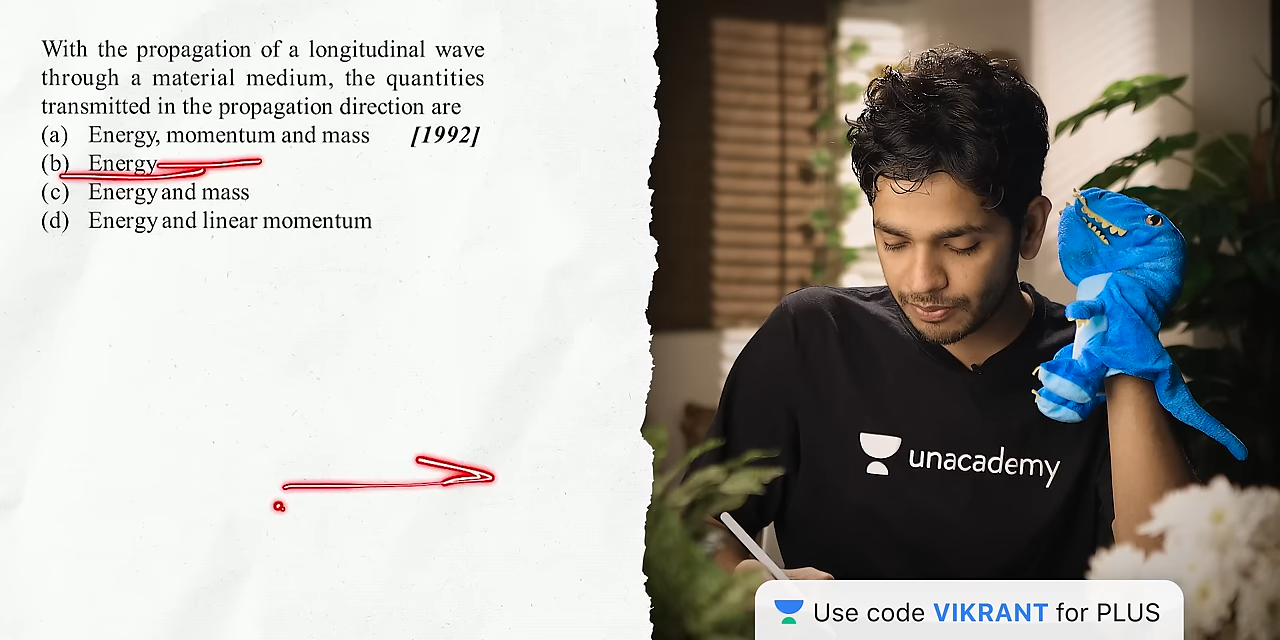 With the propagation of a longitudinal wave
through a material medium, the quantities
transmitted in the propagation direction are
(a) Energy, momentum and mass [1992]
(b) Energy
(c) Energy and mass
(d) Energy and linear momentum
unacademy
Use code VIKRANT for PLUS